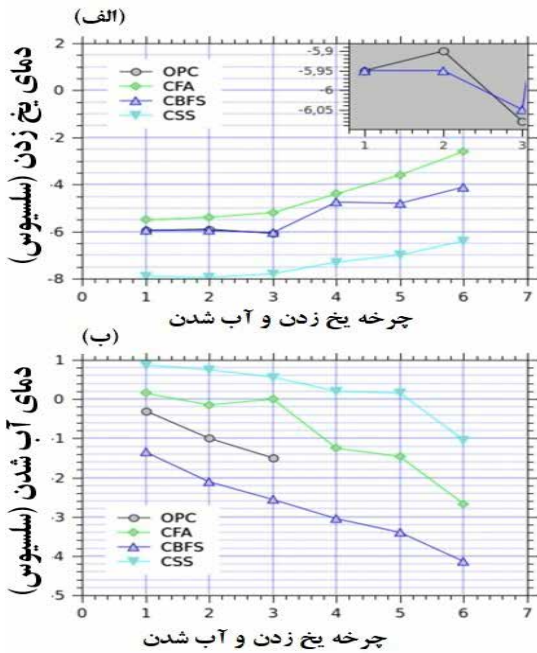 (الف)
دمای یخ زدن (سلسیوس)
2
0
-2
-4
-6
-8
OPC
CFA
CBFS
CSS
-5,9
-5,95
-6
-6,05
1 2 3
0 1 2 3 4 5 6 7
چرخه یخ زدن و آب شدن
(ب)
دمای آب شدن (سلسیوس)
1
0
-1
-2
-3
-4
-5
OPC
CFA
CBFS
CSS
0 1 2 3 4 5 6 7
چرخه یخ زدن و آب شدن